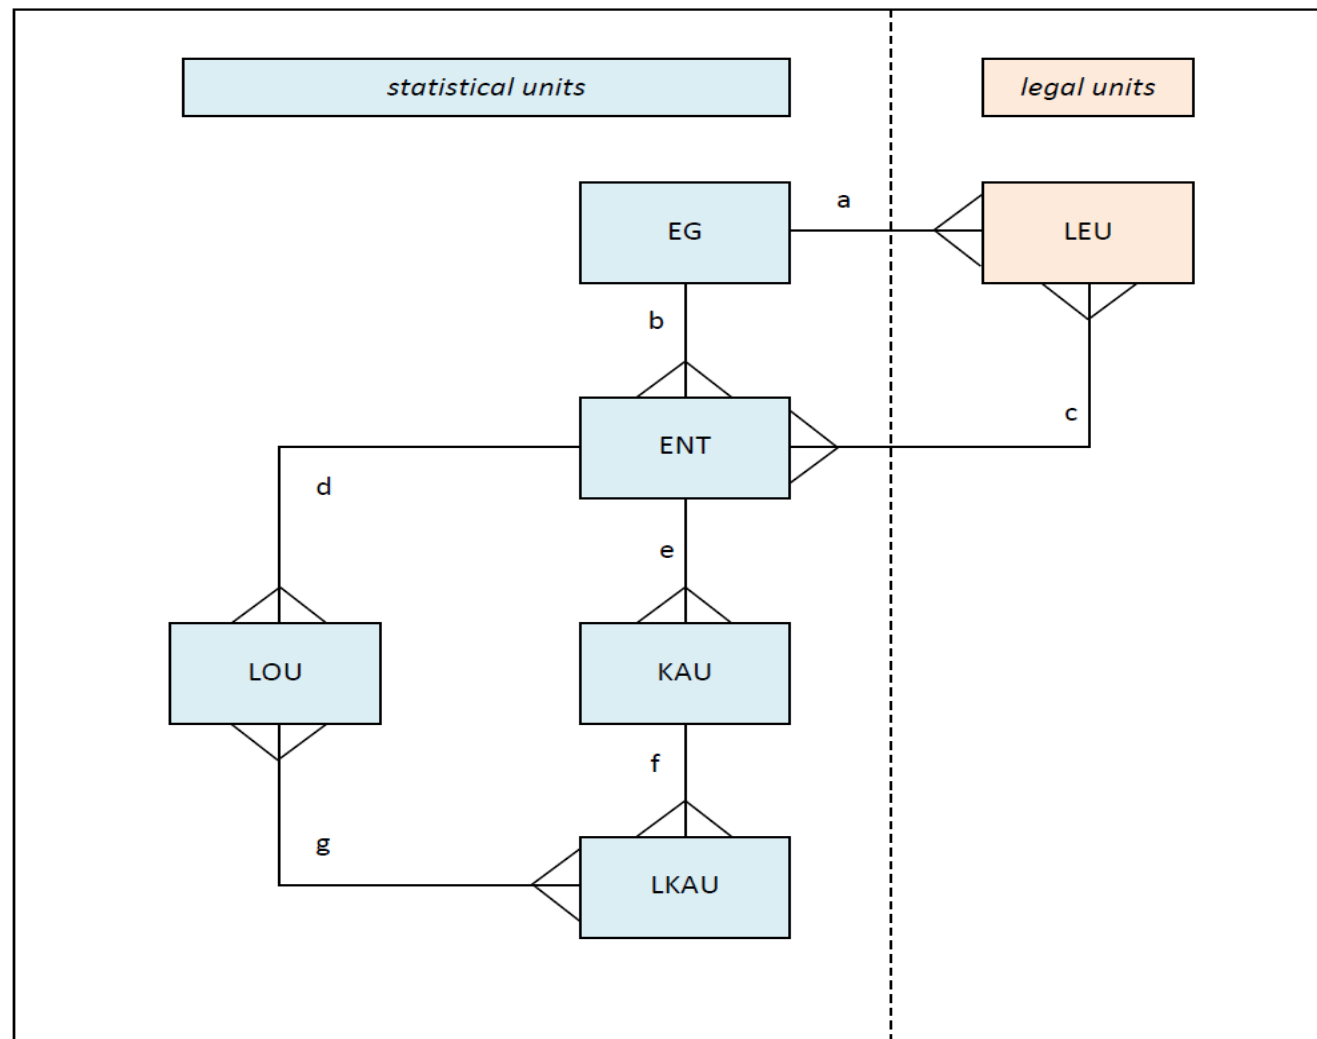 statistical units
legal units
EG
a
LEU
b
ENT
c
d
e
LOU
KAU
f
g
LKAU